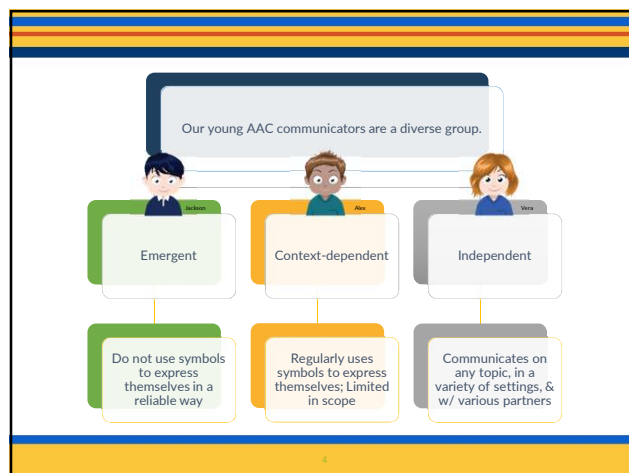 Our young AAC communicators are a diverse group.
Jackson
Alex
Vera
Emergent
Context-dependent
Independent
Do not use symbols
to express
themselves in a
reliable way
Regularly uses
symbols to express
themselves; Limited
in scope
Communicates on
any topic, in a
variety of settings, &
w/ various partners
4